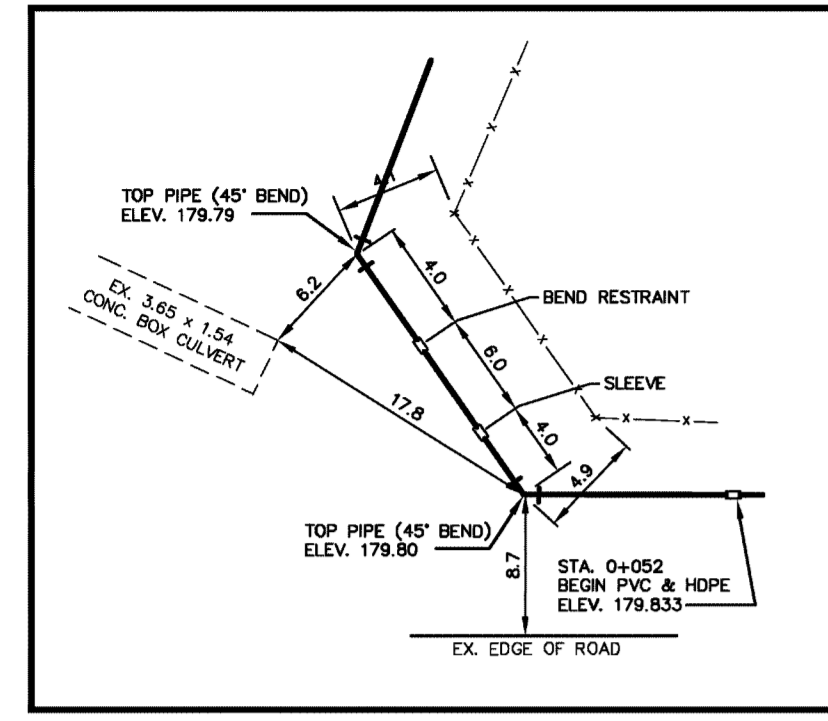 TOP PIPE (45° BEND)
ELEV. 179.79
4.0
6.2
EX. 3.65 x 1.54
CONC. BOX CULVERT
BEND RESTRAINT
6.0
SLEEVE
17.8
4.0
4.9
TOP PIPE (45° BEND)
ELEV. 179.80
8.7
STA. 0+052
BEGIN PVC & HDPE
ELEV. 179.833
EX. EDGE OF ROAD